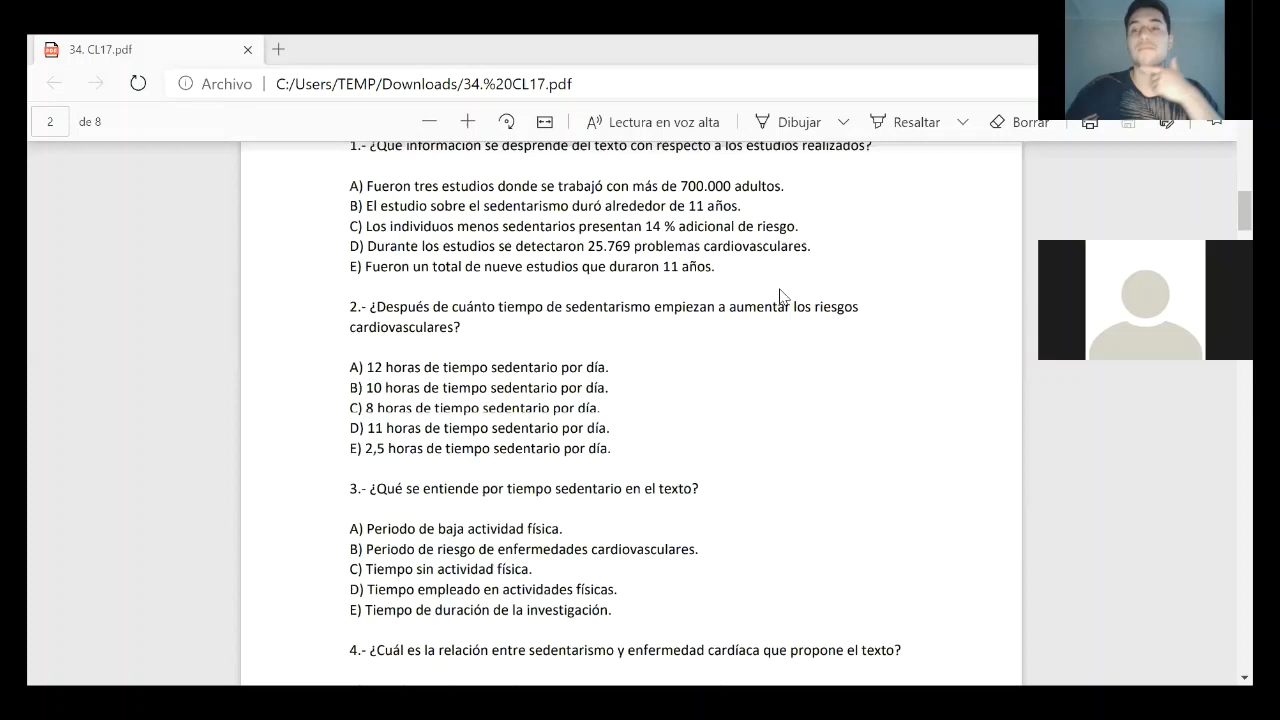 34. CL17.pdf
Archivo C:/Users/TEMP/Downloads/34.%20CL17.pdf
2 de 8 Lectura en voz alta Dibujar Resaltar Borrar
1.- ¿Qué información se desprende del texto con respecto a los estudios realizados?
A) Fueron tres estudios donde se trabajó con más de 700.000 adultos.
B) El estudio sobre el sedentarismo duró alrededor de 11 años.
C) Los individuos menos sedentarios presentan 14 % adicional de riesgo.
D) Durante los estudios se detectaron 25.769 problemas cardiovasculares.
E) Fueron un total de nueve estudios que duraron 11 años.
2.- ¿Después de cuánto tiempo de sedentarismo empiezan a aumentar los riesgos
cardiovasculares?
A) 12 horas de tiempo sedentario por día.
B) 10 horas de tiempo sedentario por día.
C) 8 horas de tiempo sedentario por día.
D) 11 horas de tiempo sedentario por día.
E) 2,5 horas de tiempo sedentario por día.
3.- ¿Qué se entiende por tiempo sedentario en el texto?
A) Periodo de baja actividad física.
B) Periodo de riesgo de enfermedades cardiovasculares.
C) Tiempo sin actividad física.
D) Tiempo empleado en actividades físicas.
E) Tiempo de duración de la investigación.
4.- ¿Cuál es la relación entre sedentarismo y enfermedad cardíaca que propone el texto?